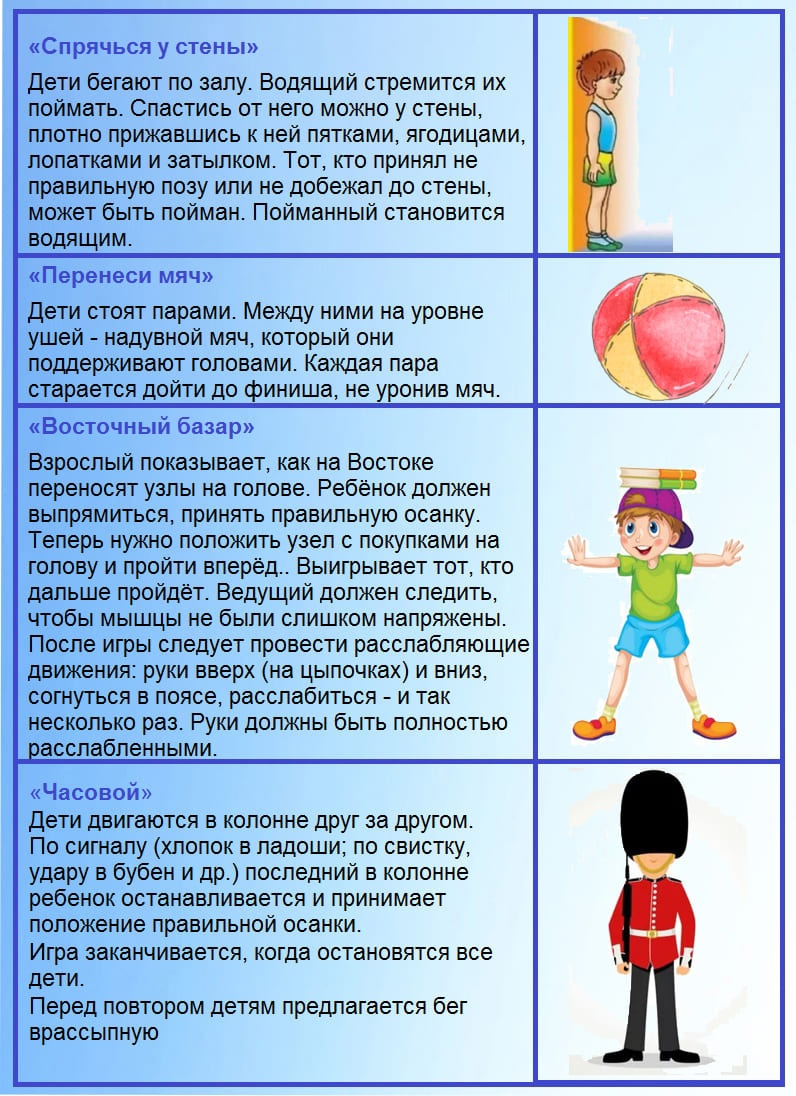 «Спрячься у стены»
Дети бегают по залу. Водящий стремится их
поймать. Спастись от него можно у стены,
плотно прижавшись к ней пятками, ягодицами,
лопатками и затылком. Тот, кто принял не
правильную позу или не добежал до стены,
может быть пойман. Пойманный становится
водящим.
«Перенеси мяч»
Дети стоят парами. Между ними на уровне
ушей - надувной мяч, который они
поддерживают головами. Каждая пара
старается дойти до финиша, не уронив мяч.
«Восточный базар»
Взрослый показывает, как на Востоке
переносят узлы на голове. Ребёнок должен
выпрямиться, принять правильную осанку.
Теперь нужно положить узел с покупками на
голову и пройти вперёд.. Выигрывает тот, кто
дальше пройдёт. Ведущий должен следить,
чтобы мышцы не были слишком напряжены.
После игры следует провести расслабляющие
движения: руки вверх (на цыпочках) и вниз,
согнуться в поясе, расслабиться - и так
несколько раз. Руки должны быть полностью
расслабленными.
«Часовой»
Дети двигаются в колонне друг за другом.
По сигналу (хлопок в ладоши; по свистку,
удару в бубен и др.) последний в колонне
ребенок останавливается и принимает
положение правильной осанки.
Игра заканчивается, когда остановятся все
дети.
Перед повтором детям предлагается бег
врассыпную